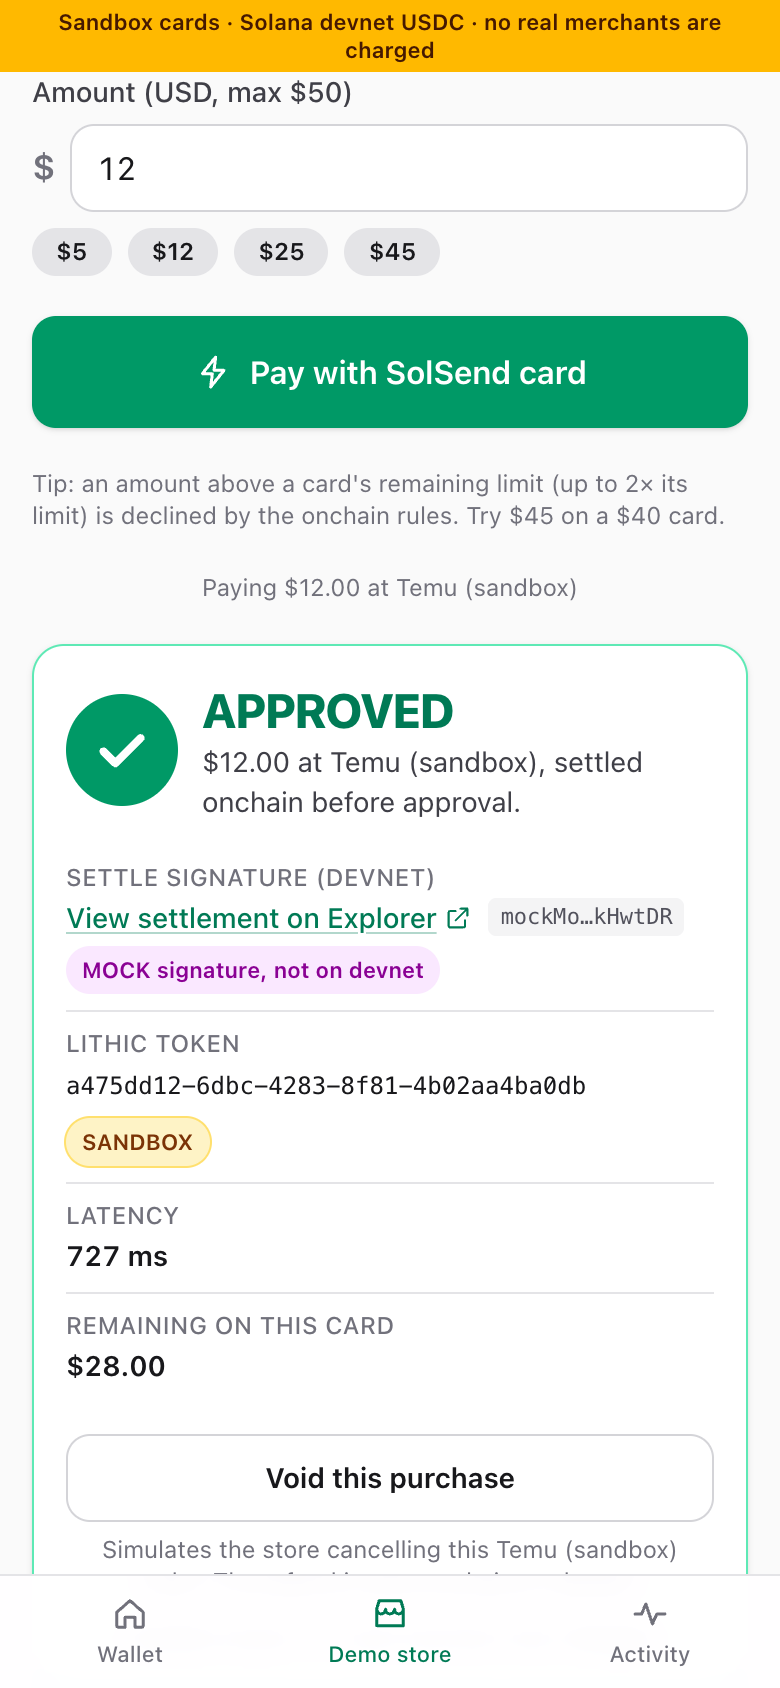 Sandbox cards · Solana devnet USDC · no real merchants are
charged
Amount (USD, max $50)
$ 12
$5 $12 $25 $45
Pay with SolSend card
Tip: an amount above a card's remaining limit (up to 2× its
limit) is declined by the onchain rules. Try $45 on a $40 card.
Paying $12.00 at Temu (sandbox)
APPROVED
$12.00 at Temu (sandbox), settled
onchain before approval.
SETTLE SIGNATURE (DEVNET)
View settlement on Explorer mockMo…kHwtDR
MOCK signature, not on devnet
LITHIC TOKEN
a475dd12-6dbc-4283-8f81-4b02aa4ba0db
SANDBOX
LATENCY
727 ms
REMAINING ON THIS CARD
$28.00
Void this purchase
Simulates the store cancelling this Temu (sandbox)
Wallet Demo store Activity